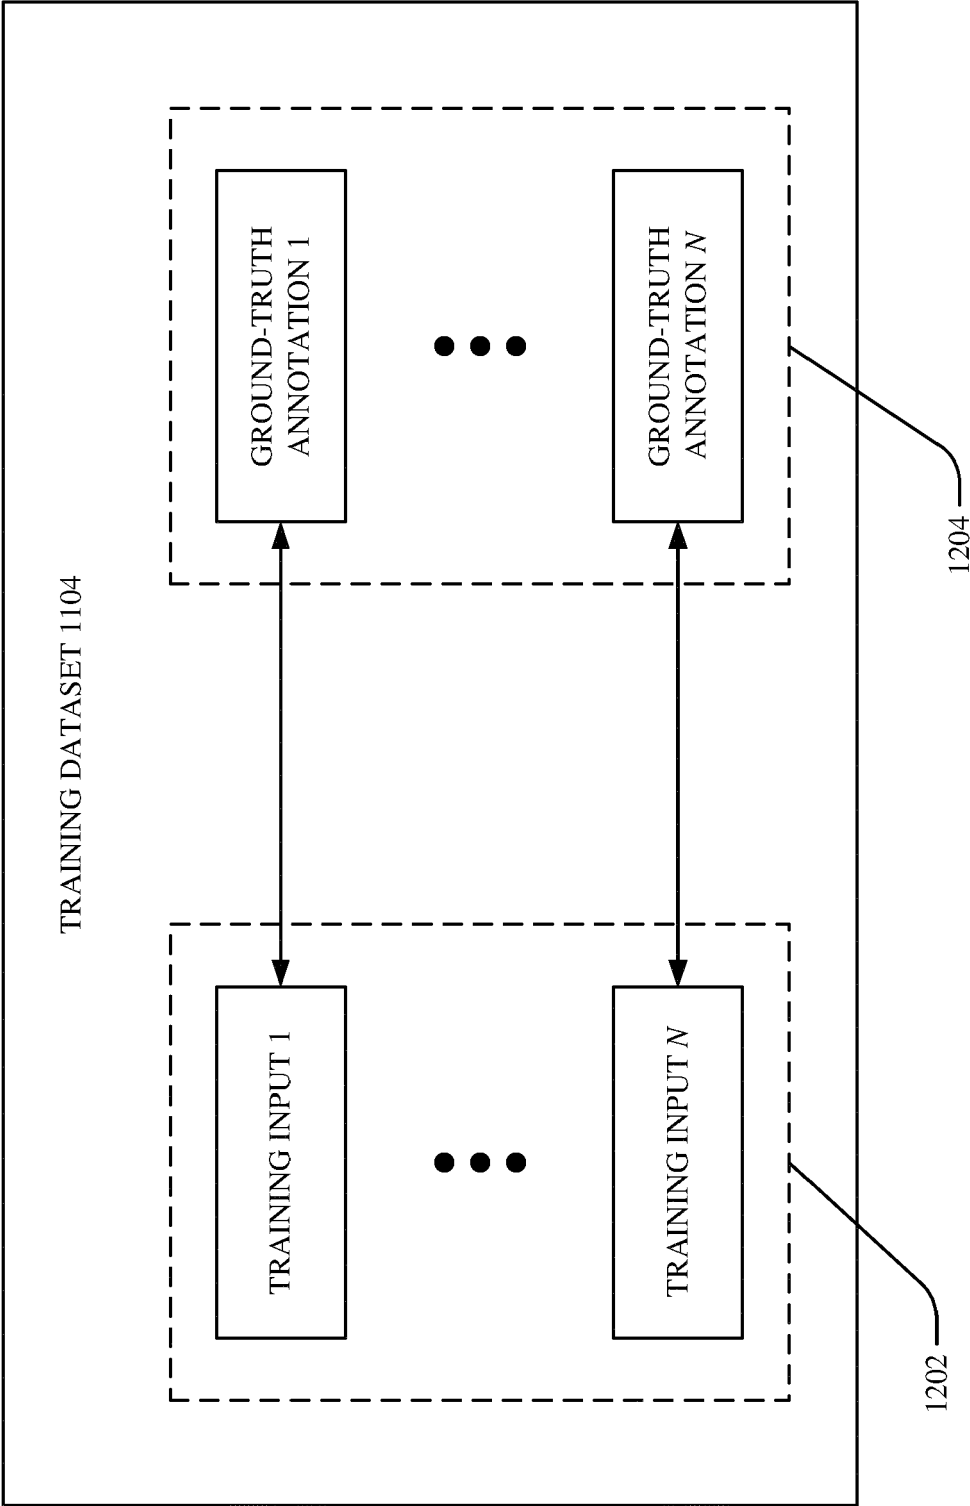 TRAINING DATASET 1104
TRAINING INPUT 1
GROUND-TRUTH
ANNOTATION 1
TRAINING INPUT N
GROUND-TRUTH
ANNOTATION N
1202
1204